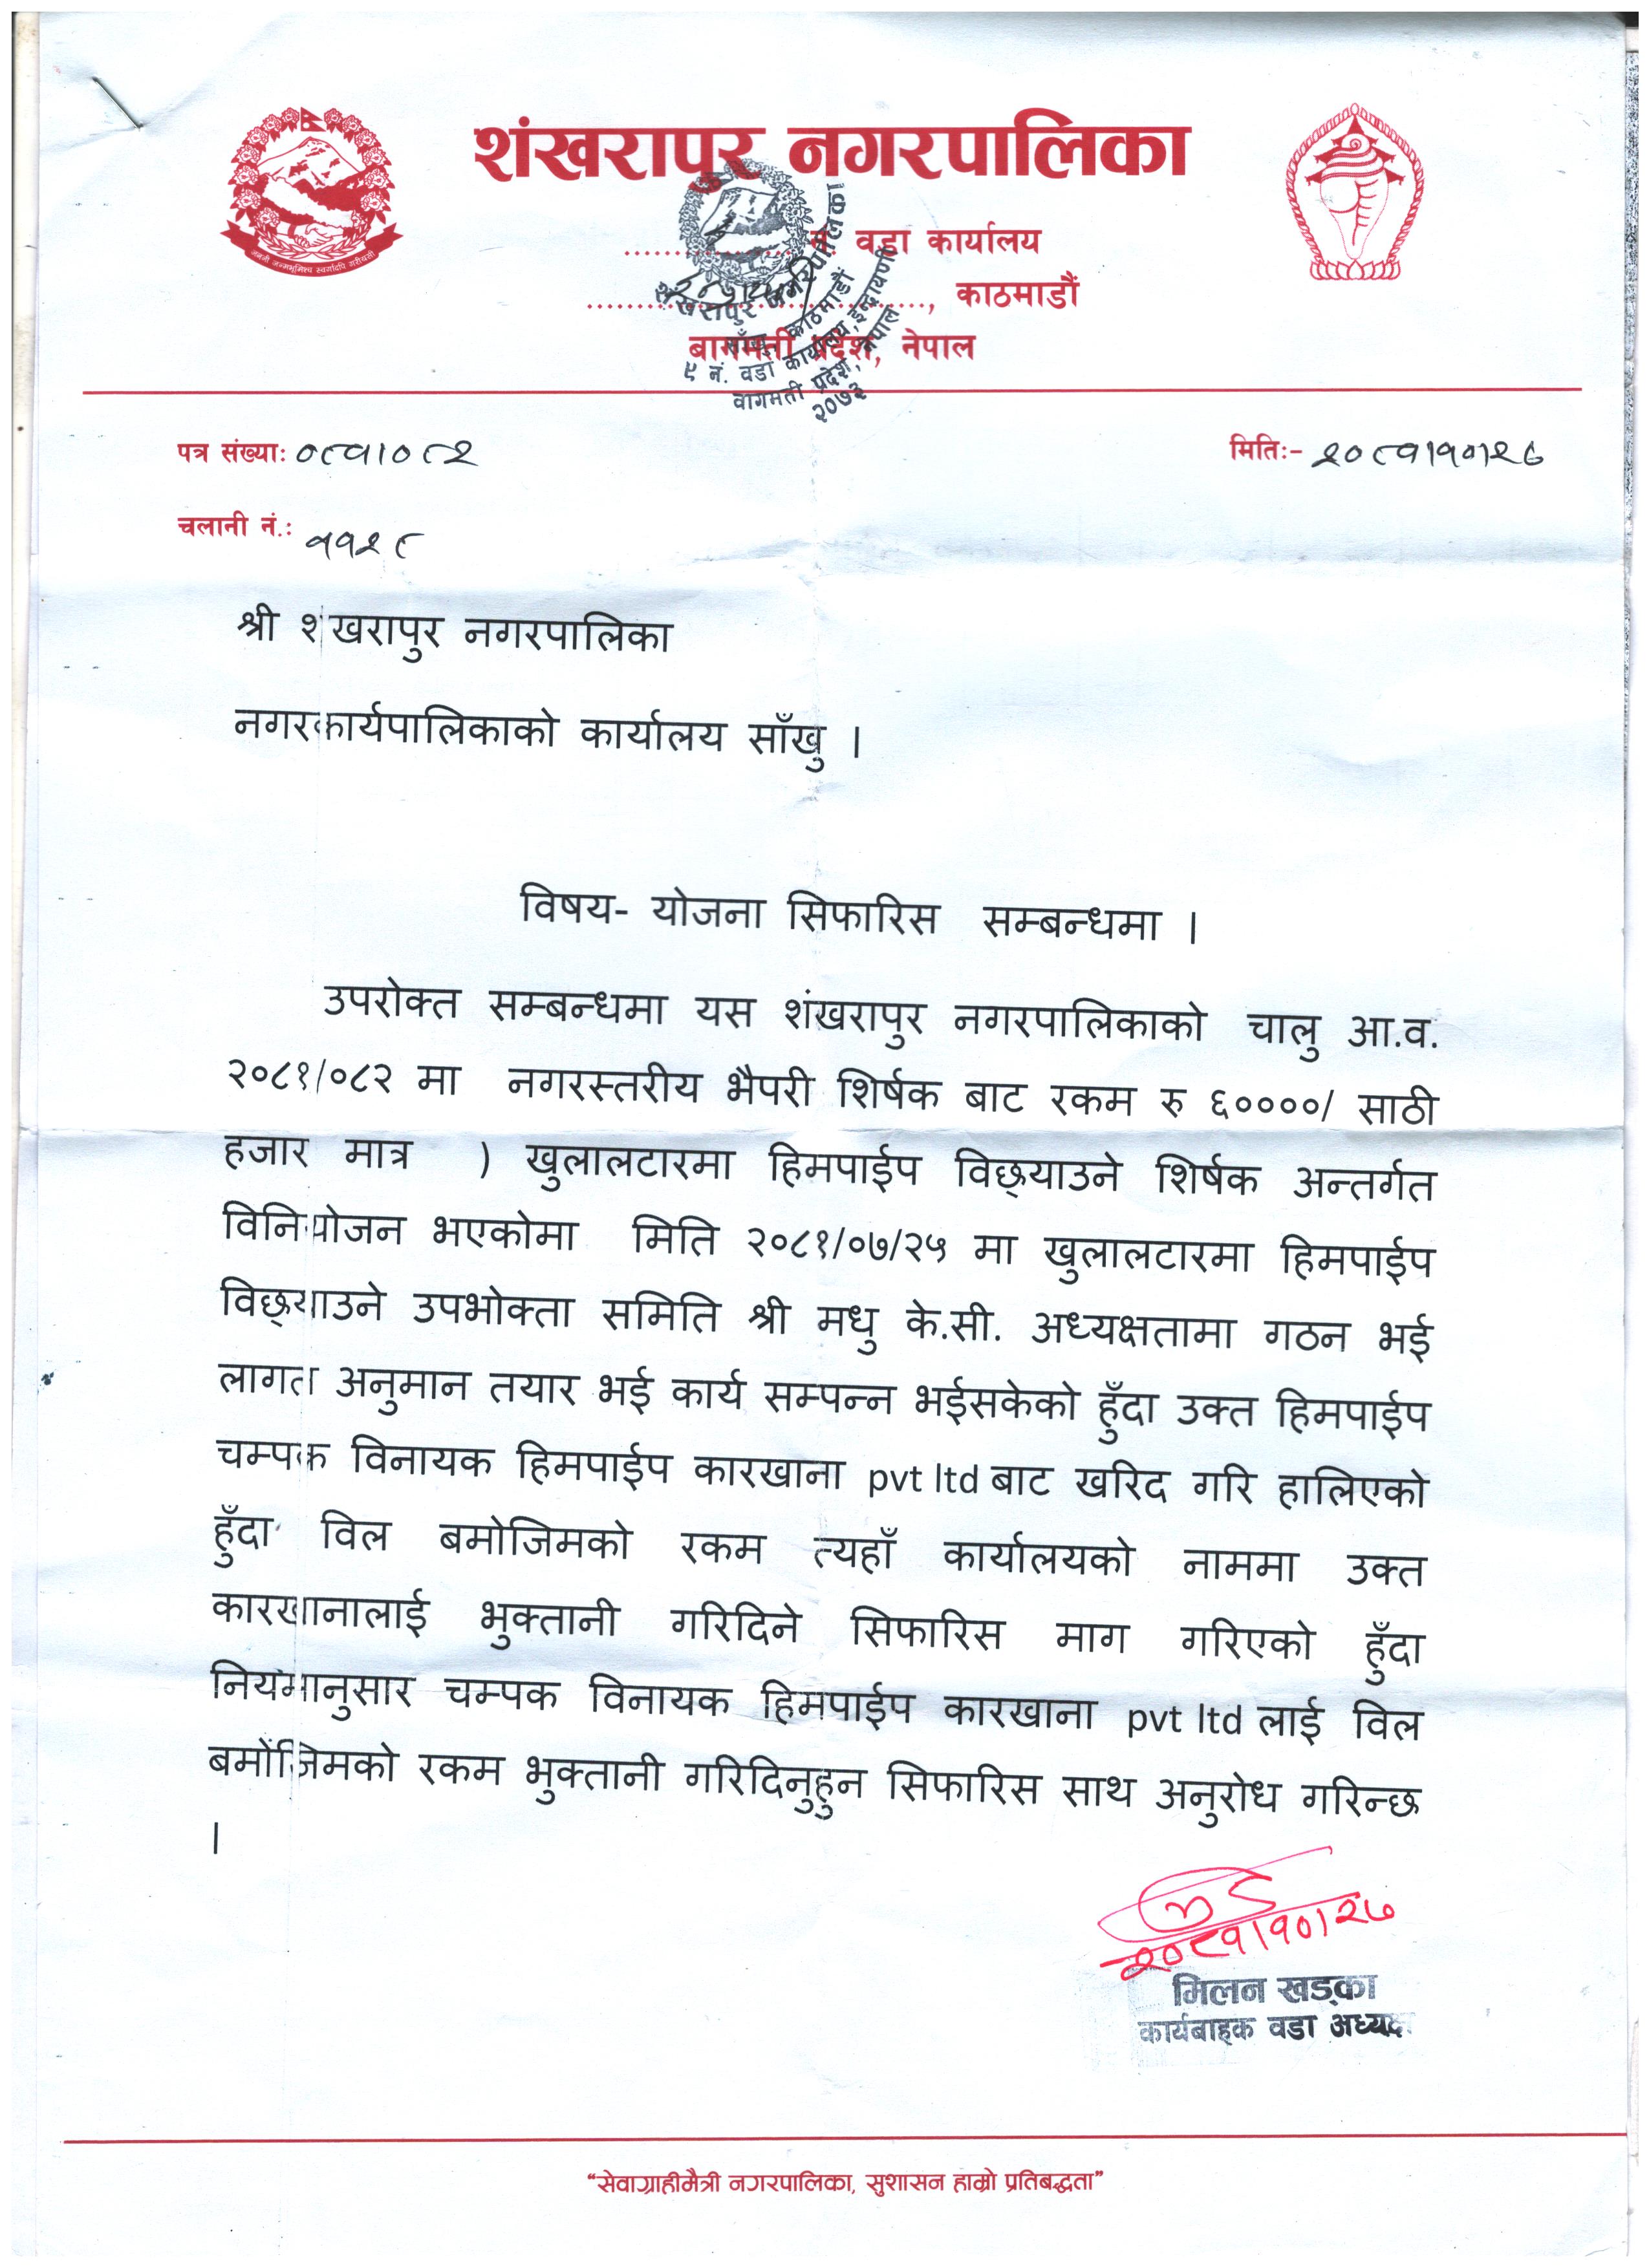 शंखरापुर नगरपालिका
वडा कार्यालय
काठमाडौं
बागमती प्रदेश, नेपाल
जननी जन्मभूमिश्च स्वर्गादपि गरीयसी
शंखरापुर नगरपालिका
साँखु, काठमाडौं
९ नं. वडा कार्यालय, इन्द्रायणी
वागमती प्रदेश, नेपाल
२०७३
पत्र संख्याः ०८१।०८२
मितिः- २०८१।१०।२८
चलानी नं.: ११२८
श्री शंखरापुर नगरपालिका
नगरकार्यपालिकाको कार्यालय साँखु ।
विषय- योजना सिफारिस सम्बन्धमा ।
उपरोक्त सम्बन्धमा यस शंखरापुर नगरपालिकाको चालु आ.व.
२०८१/०८२ मा नगरस्तरीय भैपरी शिर्षक बाट रकम रु ६००००/ साठी
हजार मात्र ) खुलालटारमा हिमपाईप विछ्याउने शिर्षक अन्तर्गत
विनियोजन भएकोमा मिति २०८१/०७/२५ मा खुलालटारमा हिमपाईप
विछ्याउने उपभोक्ता समिति श्री मधु के.सी. अध्यक्षतामा गठन भई
लागत अनुमान तयार भई कार्य सम्पन्न भईसकेको हुँदा उक्त हिमपाईप
चम्पक विनायक हिमपाईप कारखाना pvt ltd बाट खरिद गरि हालिएको
हुँदा विल बमोजिमको रकम त्यहाँ कार्यालयको नाममा उक्त
कारखानालाई भुक्तानी गरिदिने सिफारिस माग गरिएको हुँदा
नियमानुसार चम्पक विनायक हिमपाईप कारखाना pvt ltd लाई विल
बमोंजिमको रकम भुक्तानी गरिदिनुहुन सिफारिस साथ अनुरोध गरिन्छ
।
२०८१।१०।२७
मिलन खड्का
कार्यबाहक वडा अध्यक्ष
“सेवाग्राहीमैत्री नगरपालिका, सुशासन हाम्रो प्रतिबद्धता”